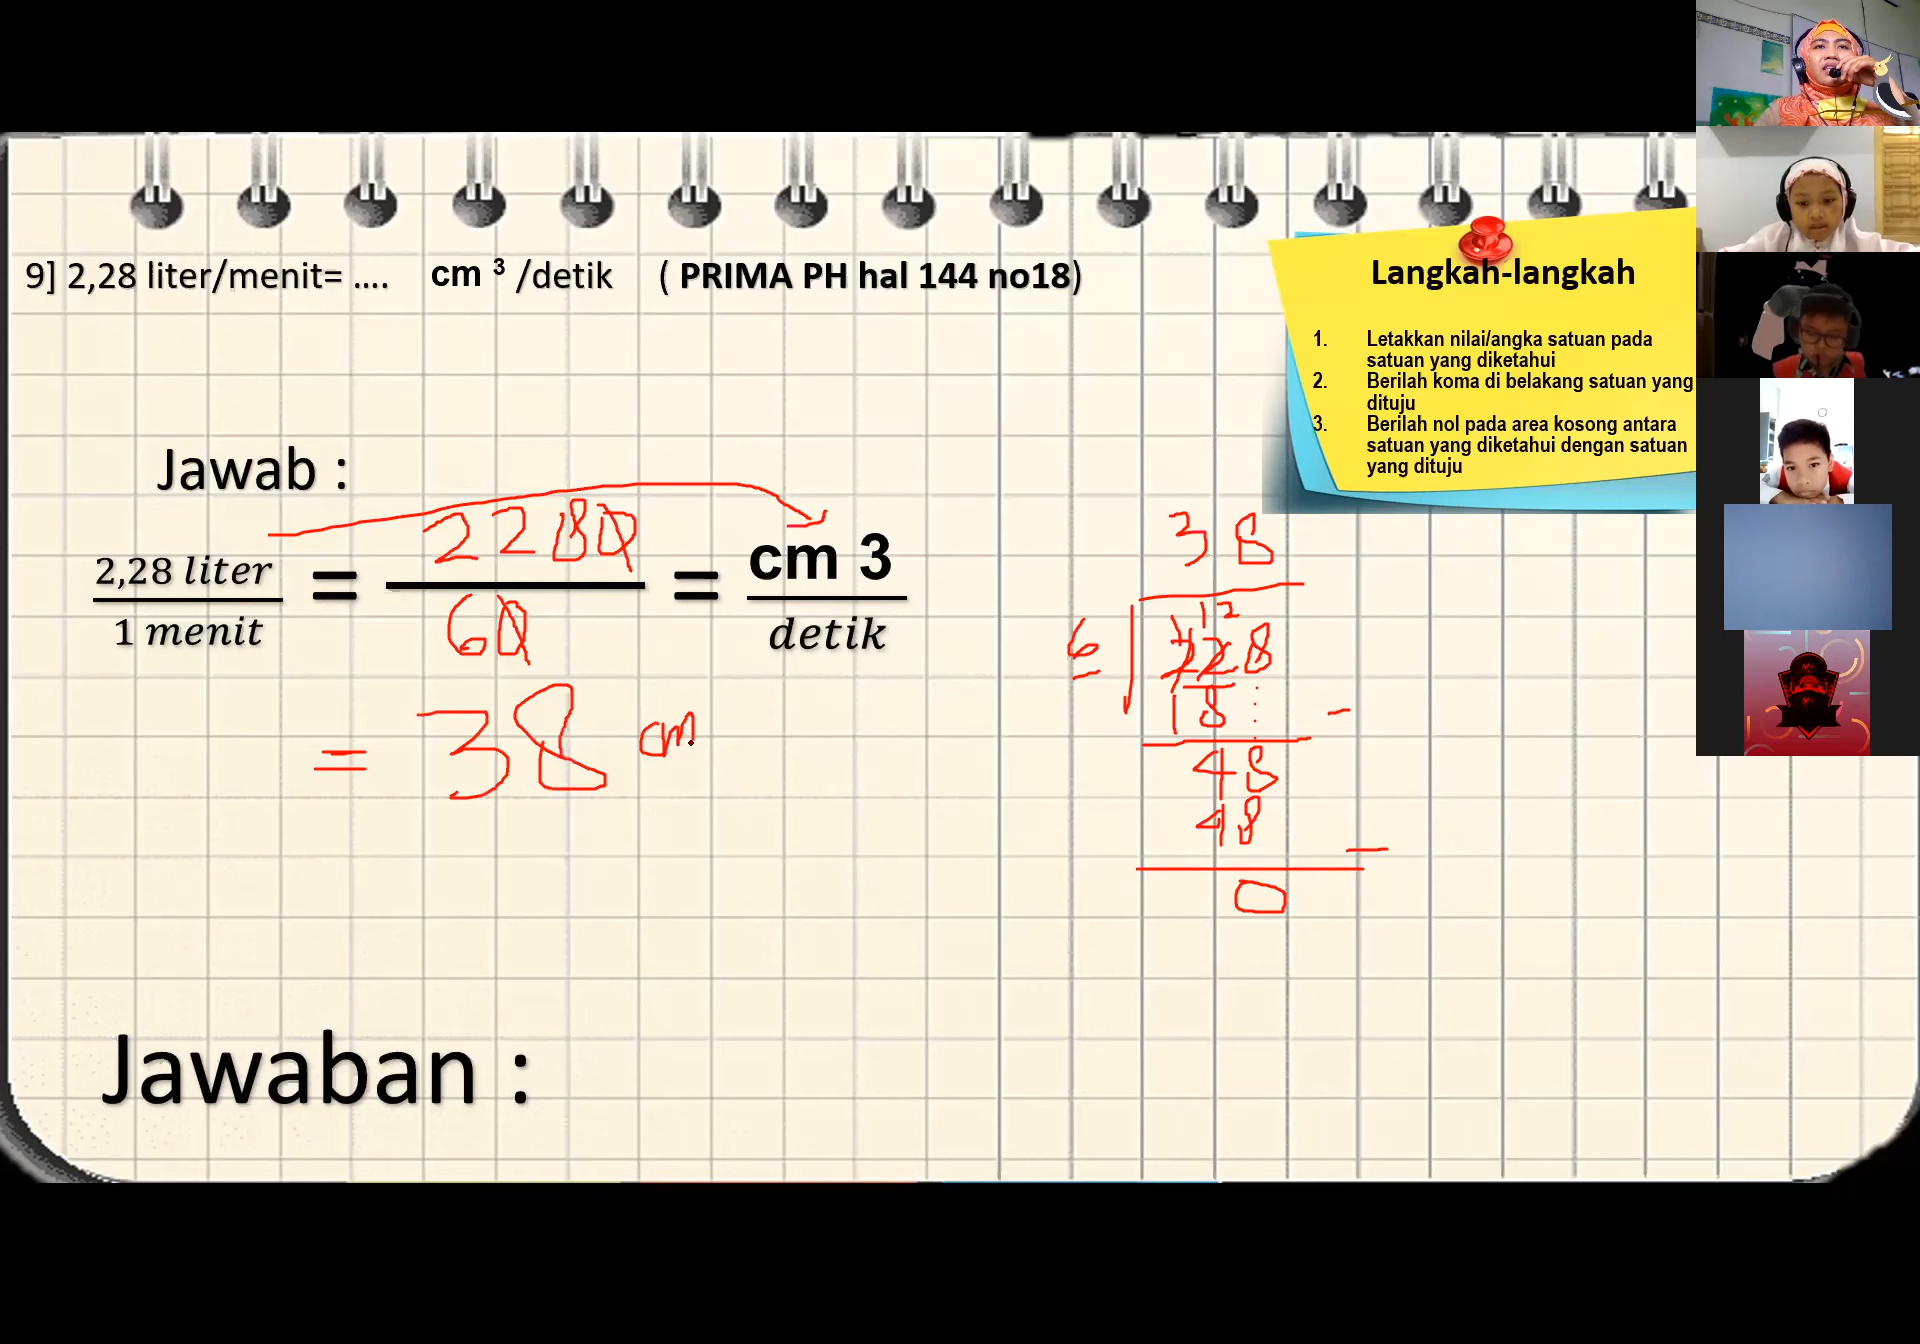 9] 2,28 liter/menit= .... cm ³ /detik ( PRIMA PH hal 144 no18)
Langkah-langkah
1. Letakkan nilai/angka satuan pada
satuan yang diketahui
2. Berilah koma di belakang satuan yang
dituju
3. Berilah nol pada area kosong antara
satuan yang diketahui dengan satuan
yang dituju
Jawab :
2,28 liter
1 menit
=
2280
60
=
cm 3
detik
= 38 cm
38
6
1 12
228
18 -
48
48 -
0
Jawaban :